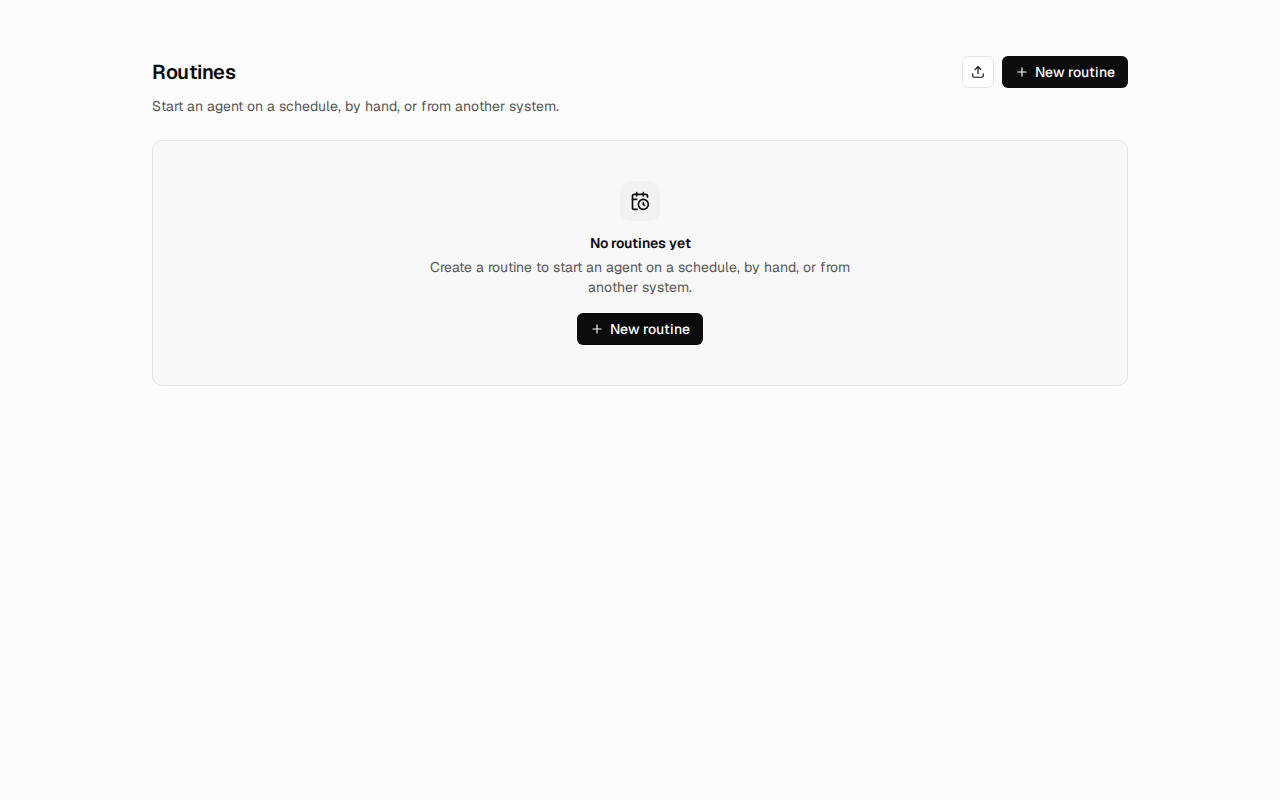 Routines
New routine
Start an agent on a schedule, by hand, or from another system.
No routines yet
Create a routine to start an agent on a schedule, by hand, or from
another system.
New routine